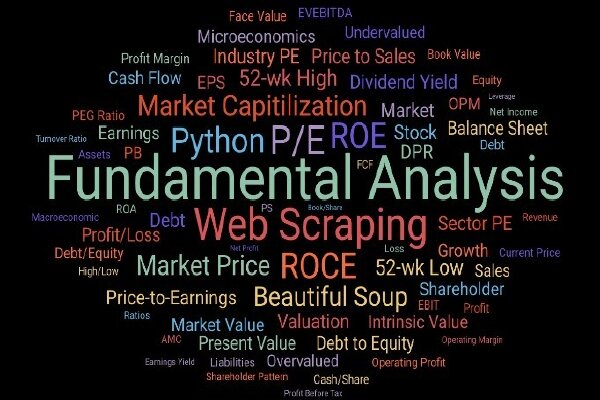 Face Value EVEBITDA
Microeconomics Undervalued
Profit Margin Industry PE Price to Sales Book Value
Cash Flow EPS 52-wk High Dividend Yield Equity
Leverage
PEG Ratio Market Capitilization Market OPM Net Income
Turnover Ratio Earnings Python P/E ROE Stock Balance Sheet
Debt
Assets PB FCF DPR
Fundamental Analysis
ROA PS Book/Share
Macroeconomic Debt Web Scraping Sector PE Revenue
Profit/Loss
Debt/Equity Net Profit Loss Growth Current Price
High/Low Market Price ROCE 52-wk Low Sales
Price-to-Earnings Beautiful Soup Shareholder
EBIT Profit
Ratios Market Value Valuation Intrinsic Value
AMC Present Value Debt to Equity Operating Margin
Earnings Yield Liabilities Overvalued Operating Profit
Shareholder Pattern Cash/Share
Profit Before Tax